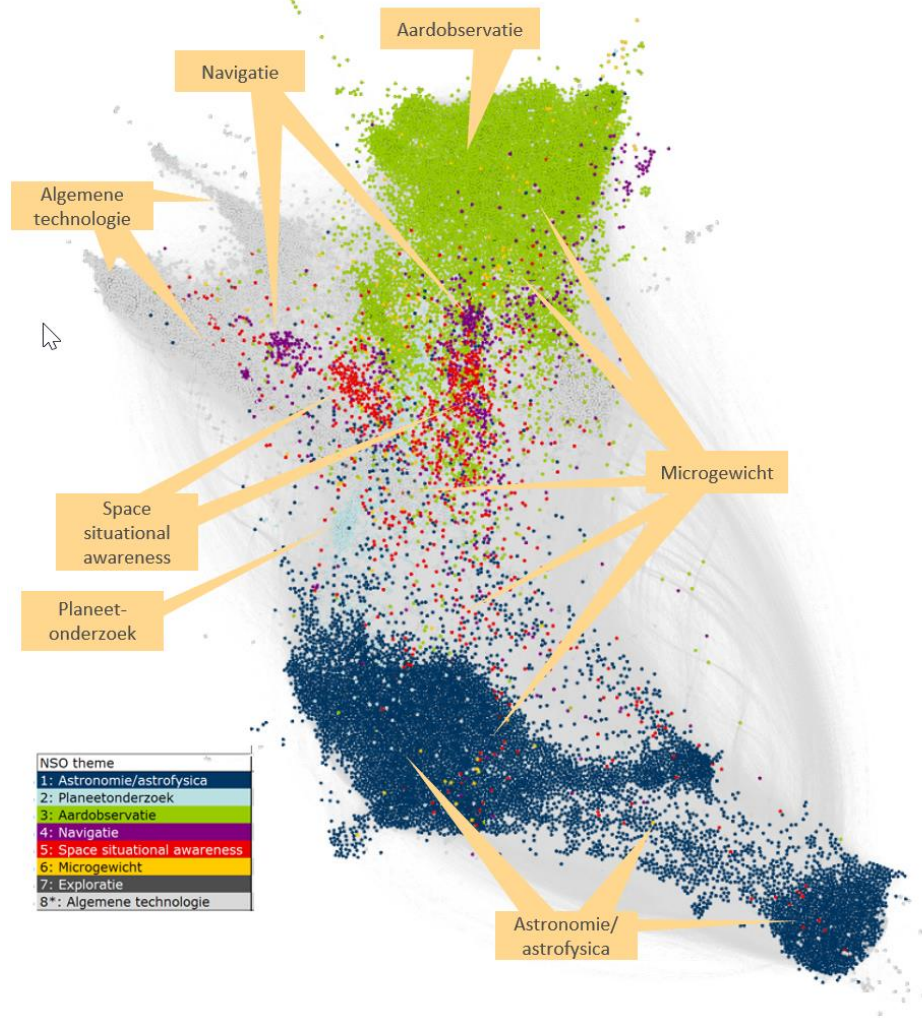 Aardobservatie
Navigatie
Algemene
technologie
Microgewicht
Space
situational
awareness
Planeet-
onderzoek
NSO theme
1: Astronomie/astrofysica
2: Planeetonderzoek
3: Aardobservatie
4: Navigatie
5: Space situational awareness
6: Microgewicht
7: Exploratie
8*: Algemene technologie
Astronomie/
astrofysica